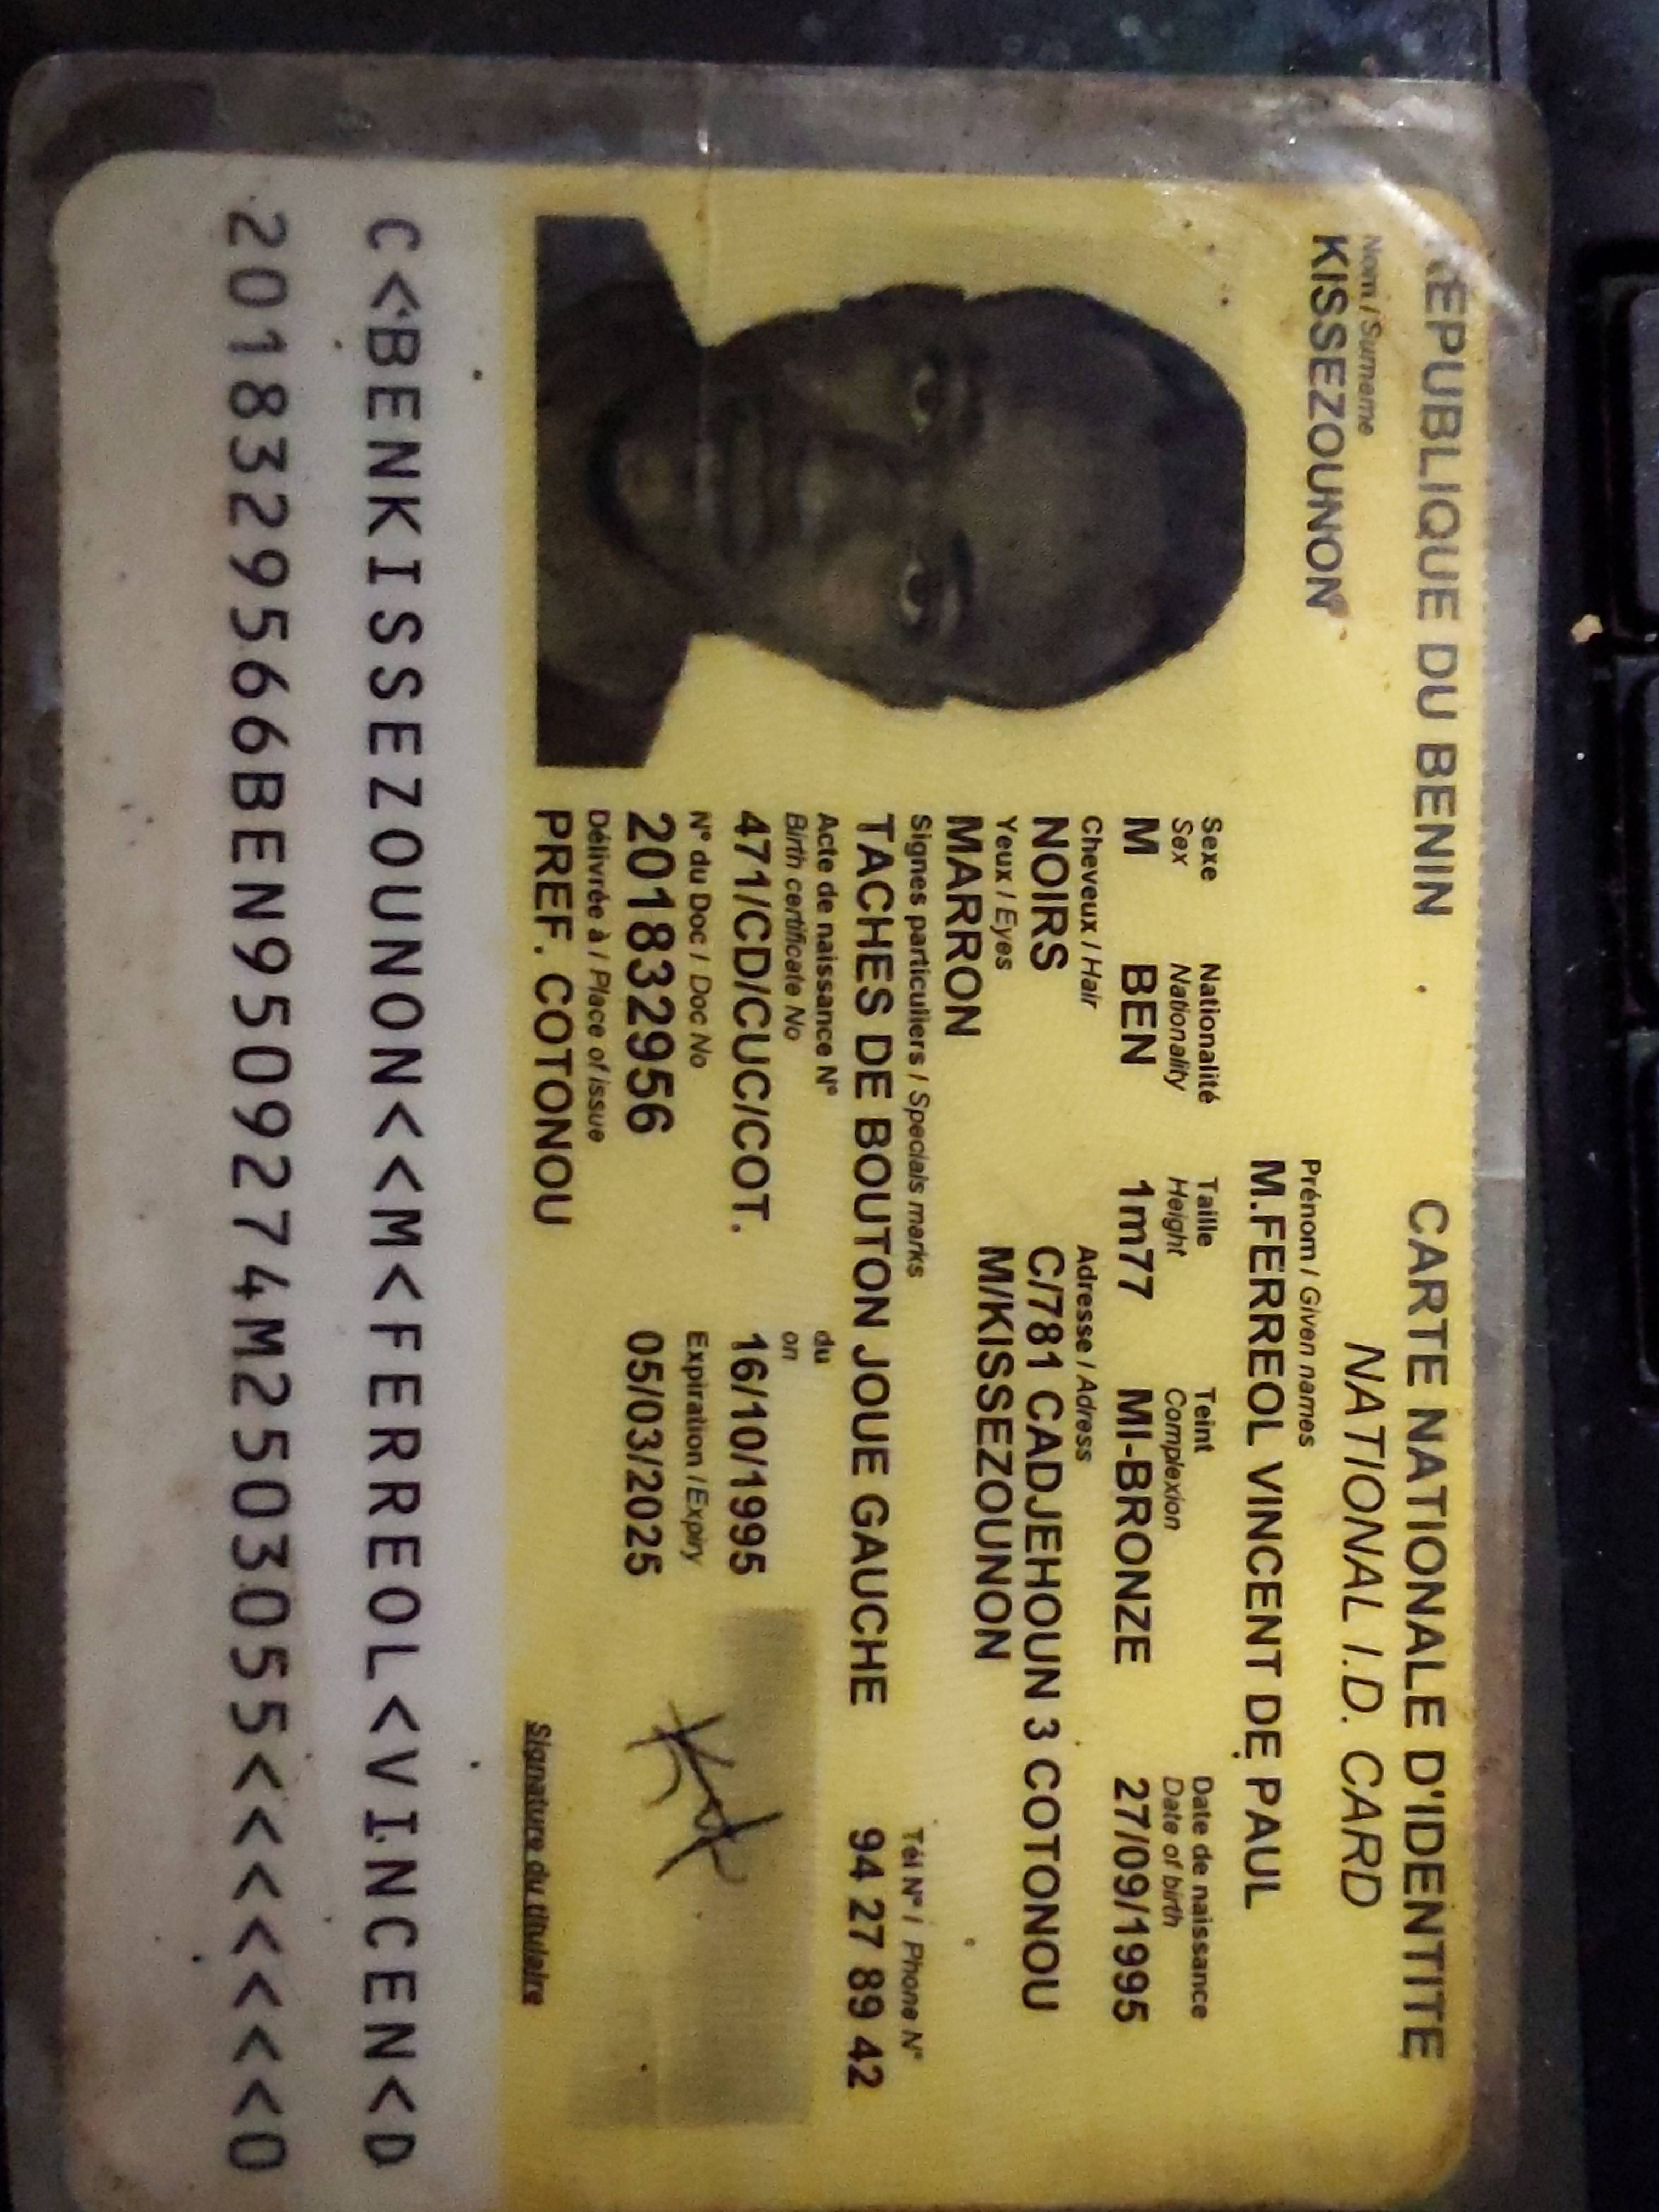 REPUBLIQUE DU BENIN CARTE NATIONALE D'IDENTITE
NATIONAL I.D. CARD
Nom / Surname
KISSEZOUNON
Prénom / Given names
M.FERREOL VINCENT DE PAUL
Sexe Nationalité Taille Teint Date de naissance
Sex Nationality Height Complexion Date of birth
M BEN 1m77 MI-BRONZE 27/09/1995
Cheveux / Hair Adresse / Adress
NOIRS C/781 CADJEHOUN 3 COTONOU
Yeux / Eyes M/KISSEZOUNON
MARRON
Signes particuliers / Specials marks Tél N° / Phone N°
TACHES DE BOUTON JOUE GAUCHE 94 27 89 42
Acte de naissance N° du
Birth certificate No on
471/CD/CUC/COT. 16/10/1995
N° du Doc / Doc No Expiration / Expiry
201832956 05/03/2025
Délivrée à / Place of issue
PREF. COTONOU
Signature du titulaire
C<BENKISSEZOUNON<<M<FERREOL<VINCEN<D
2018329566BEN9509274M2503055<<<<<<<0